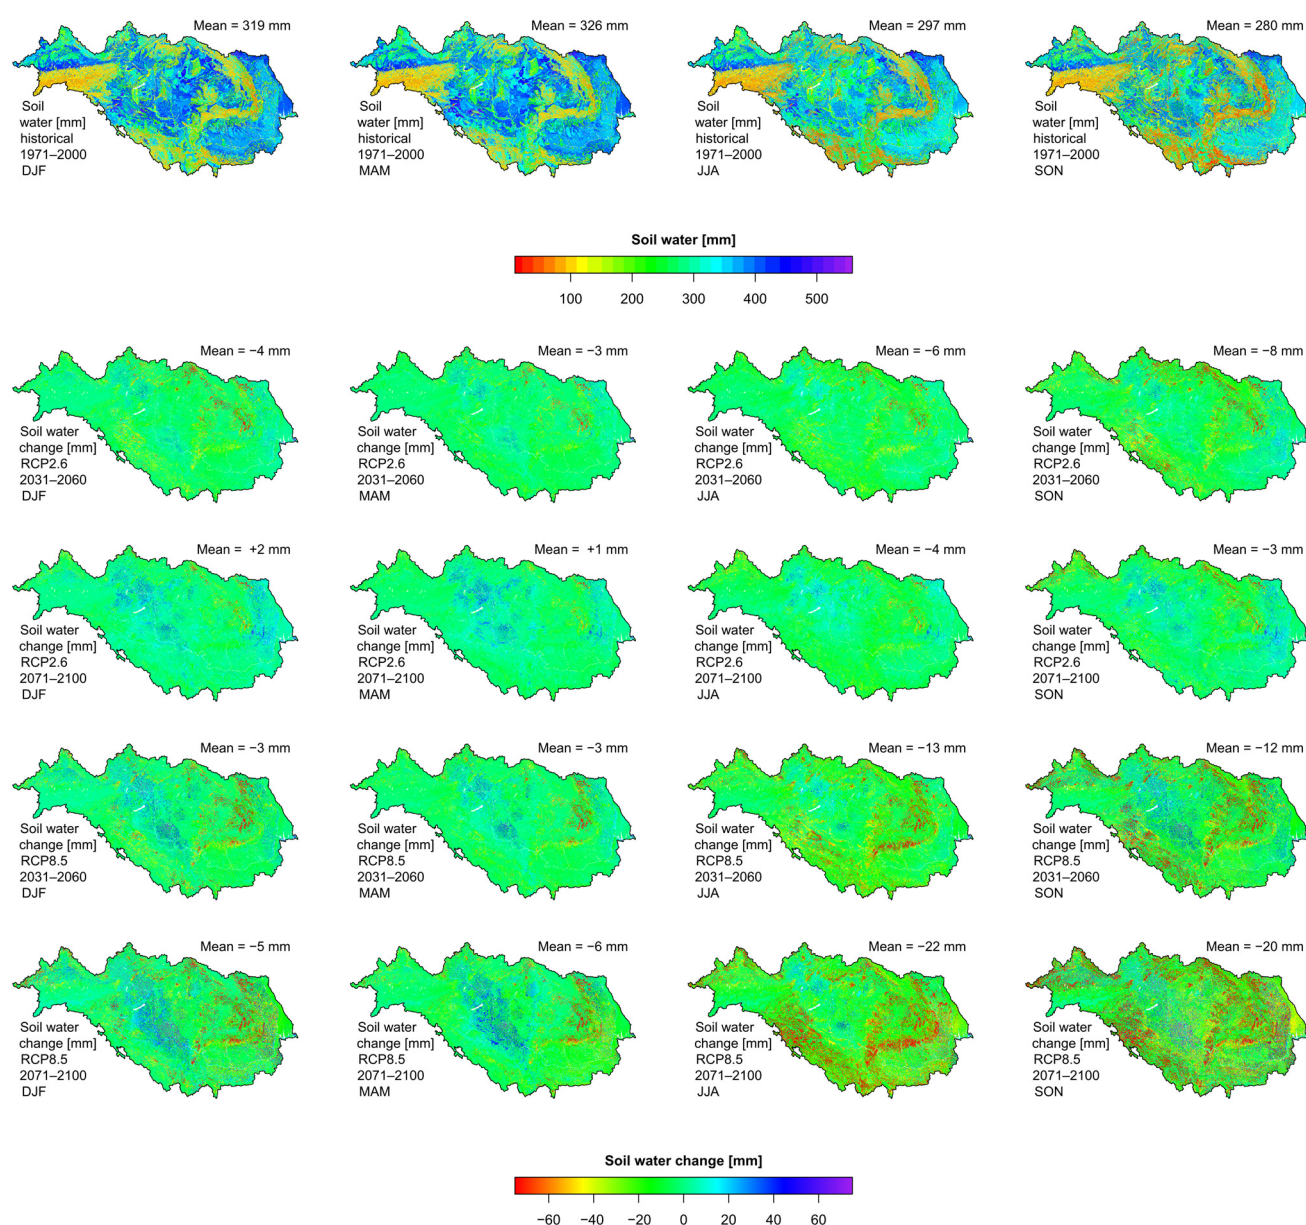 Mean = 319 mm
Soil
water [mm]
historical
1971–2000
DJF
Mean = 326 mm
Soil
water [mm]
historical
1971–2000
MAM
Mean = 297 mm
Soil
water [mm]
historical
1971–2000
JJA
Mean = 280 mm
Soil
water [mm]
historical
1971–2000
SON
Soil water [mm]
100 200 300 400 500
Mean = −4 mm
Soil water
change [mm]
RCP2.6
2031–2060
DJF
Mean = −3 mm
Soil water
change [mm]
RCP2.6
2031–2060
MAM
Mean = −6 mm
Soil water
change [mm]
RCP2.6
2031–2060
JJA
Mean = −8 mm
Soil water
change [mm]
RCP2.6
2031–2060
SON
Mean = +2 mm
Soil water
change [mm]
RCP2.6
2071–2100
DJF
Mean = +1 mm
Soil water
change [mm]
RCP2.6
2071–2100
MAM
Mean = −4 mm
Soil water
change [mm]
RCP2.6
2071–2100
JJA
Mean = −3 mm
Soil water
change [mm]
RCP2.6
2071–2100
SON
Mean = −3 mm
Soil water
change [mm]
RCP8.5
2031–2060
DJF
Mean = −3 mm
Soil water
change [mm]
RCP8.5
2031–2060
MAM
Mean = −13 mm
Soil water
change [mm]
RCP8.5
2031–2060
JJA
Mean = −12 mm
Soil water
change [mm]
RCP8.5
2031–2060
SON
Mean = −5 mm
Soil water
change [mm]
RCP8.5
2071–2100
DJF
Mean = −6 mm
Soil water
change [mm]
RCP8.5
2071–2100
MAM
Mean = −22 mm
Soil water
change [mm]
RCP8.5
2071–2100
JJA
Mean = −20 mm
Soil water
change [mm]
RCP8.5
2071–2100
SON
Soil water change [mm]
−60 −40 −20 0 20 40 60